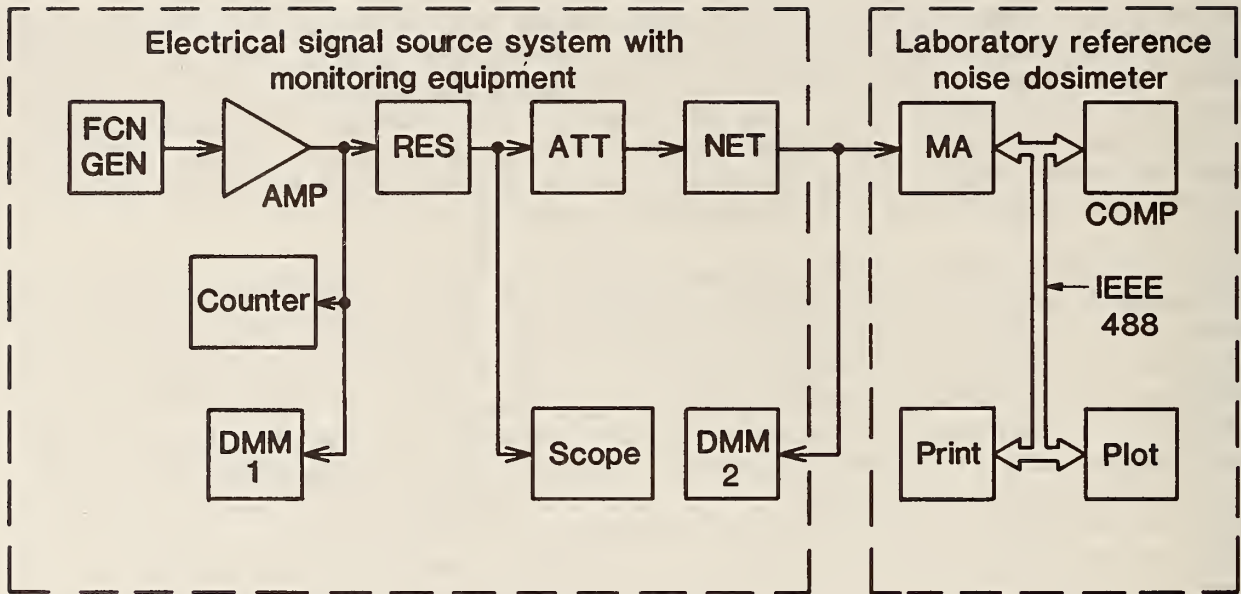 Electrical signal source system with
monitoring equipment
Laboratory reference
noise dosimeter
FCN
GEN
AMP
RES
ATT
NET
MA
COMP
Counter
IEEE
488
DMM
1
Scope
DMM
2
Print
Plot